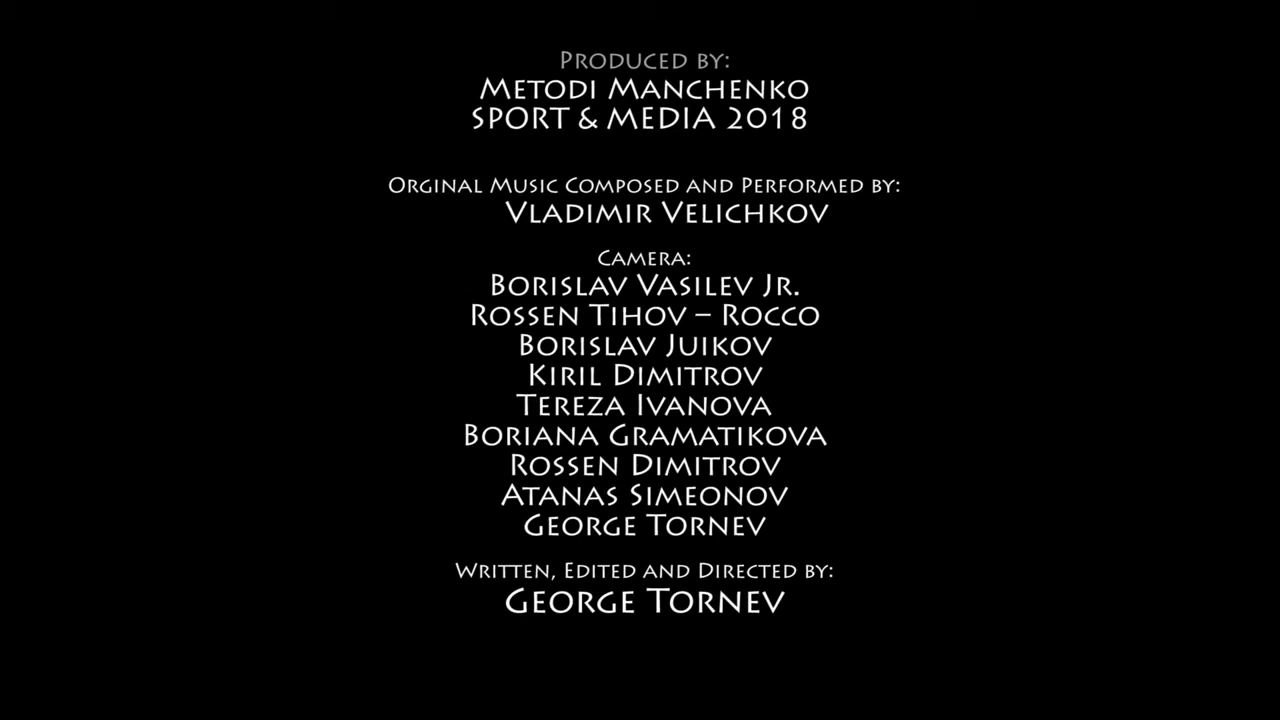 PRODUCED BY:
METODI MANCHENKO
SPORT & MEDIA 2018
ORGINAL MUSIC COMPOSED AND PERFORMED BY:
VLADIMIR VELICHKOV
CAMERA:
BORISLAV VASILEV JR.
ROSSEN TIHOV – ROCCO
BORISLAV JUIKOV
KIRIL DIMITROV
TEREZA IVANOVA
BORIANA GRAMATIKOVA
ROSSEN DIMITROV
ATANAS SIMEONOV
GEORGE TORNEV
WRITTEN, EDITED AND DIRECTED BY:
GEORGE TORNEV